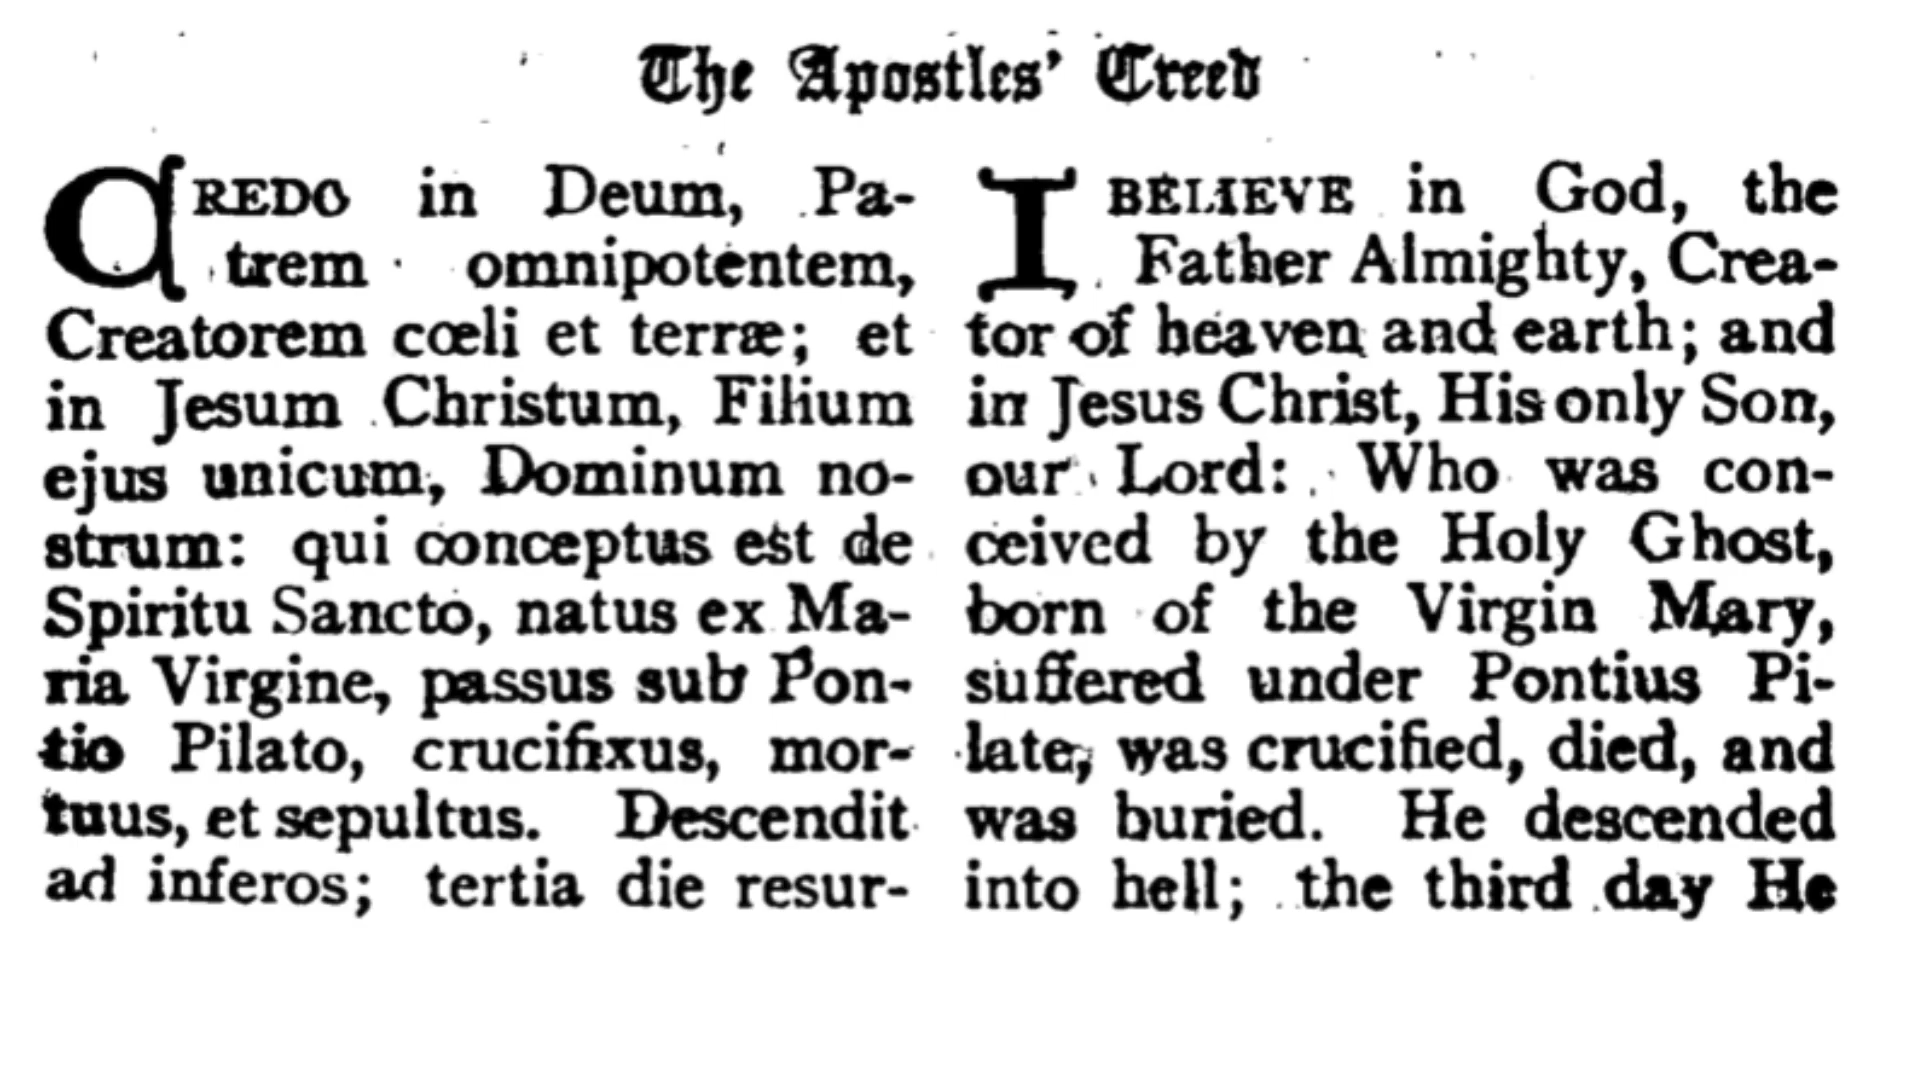 The Apostles' Creed
CREDO in Deum, Pa-
trem omnipotentem,
Creatorem cœli et terræ; et
in Jesum Christum, Filium
ejus unicum, Dominum no-
strum: qui conceptus est de
Spiritu Sancto, natus ex Ma-
ria Virgine, passus sub Pon-
tio Pilato, crucifixus, mor-
tuus, et sepultus. Descendit
ad inferos; tertia die resur-
I BELIEVE in God, the
Father Almighty, Crea-
tor of heaven and earth; and
in Jesus Christ, His only Son,
our Lord: Who was con-
ceived by the Holy Ghost,
born of the Virgin Mary,
suffered under Pontius Pi-
late, was crucified, died, and
was buried. He descended
into hell; the third day He